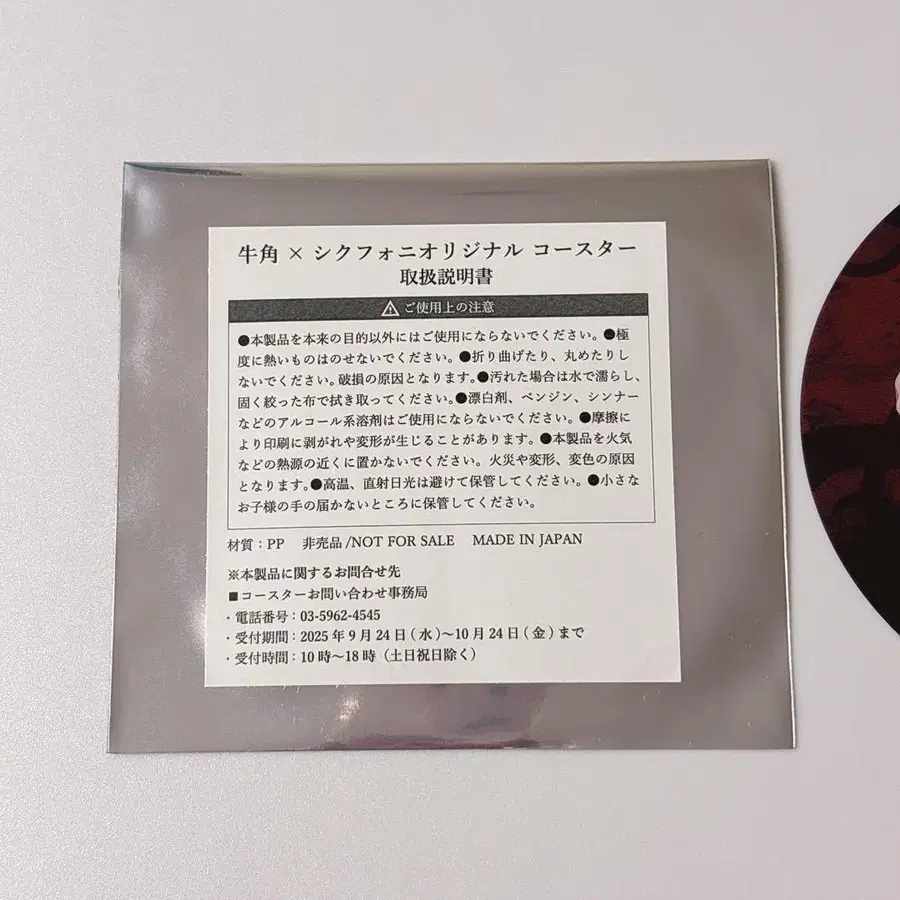 牛角 × シクフォニオリジナル コースター
取扱説明書
⚠ ご使用上の注意
●本製品を本来の目的以外にはご使用にならないでください。●極
度に熱いものはのせないでください。●折り曲げたり、丸めたりし
ないでください。破損の原因となります。●汚れた場合は水で濡らし、
固く絞った布で拭き取ってください。●漂白剤、ベンジン、シンナー
などのアルコール系溶剤はご使用にならないでください。●摩擦に
より印刷に剥がれや変形が生じることがあります。●本製品を火気
などの熱源の近くに置かないでください。火災や変形、変色の原因
となります。●高温、直射日光は避けて保管してください。●小さな
お子様の手の届かないところに保管してください。
材質：PP 非売品/NOT FOR SALE MADE IN JAPAN
※本製品に関するお問合せ先
■コースターお問い合わせ事務局
・電話番号：03-5962-4545
・受付期間：2025年9月24日(水)～10月24日(金)まで
・受付時間：10時～18時（土日祝日除く）